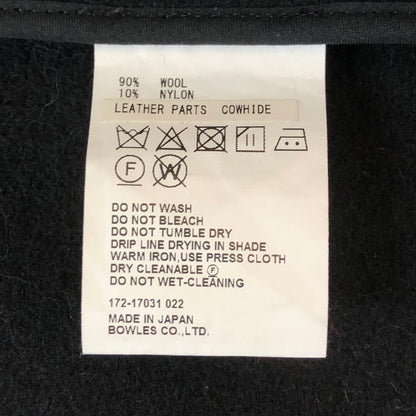 90% WOOL
10% NYLON
LEATHER PARTS COWHIDE
F W
DO NOT WASH
DO NOT BLEACH
DO NOT TUMBLE DRY
DRIP LINE DRYING IN SHADE
WARM IRON,USE PRESS CLOTH
DRY CLEANABLE Ⓕ
DO NOT WET-CLEANING
172-17031 022
MADE IN JAPAN
BOWLES CO.,LTD.